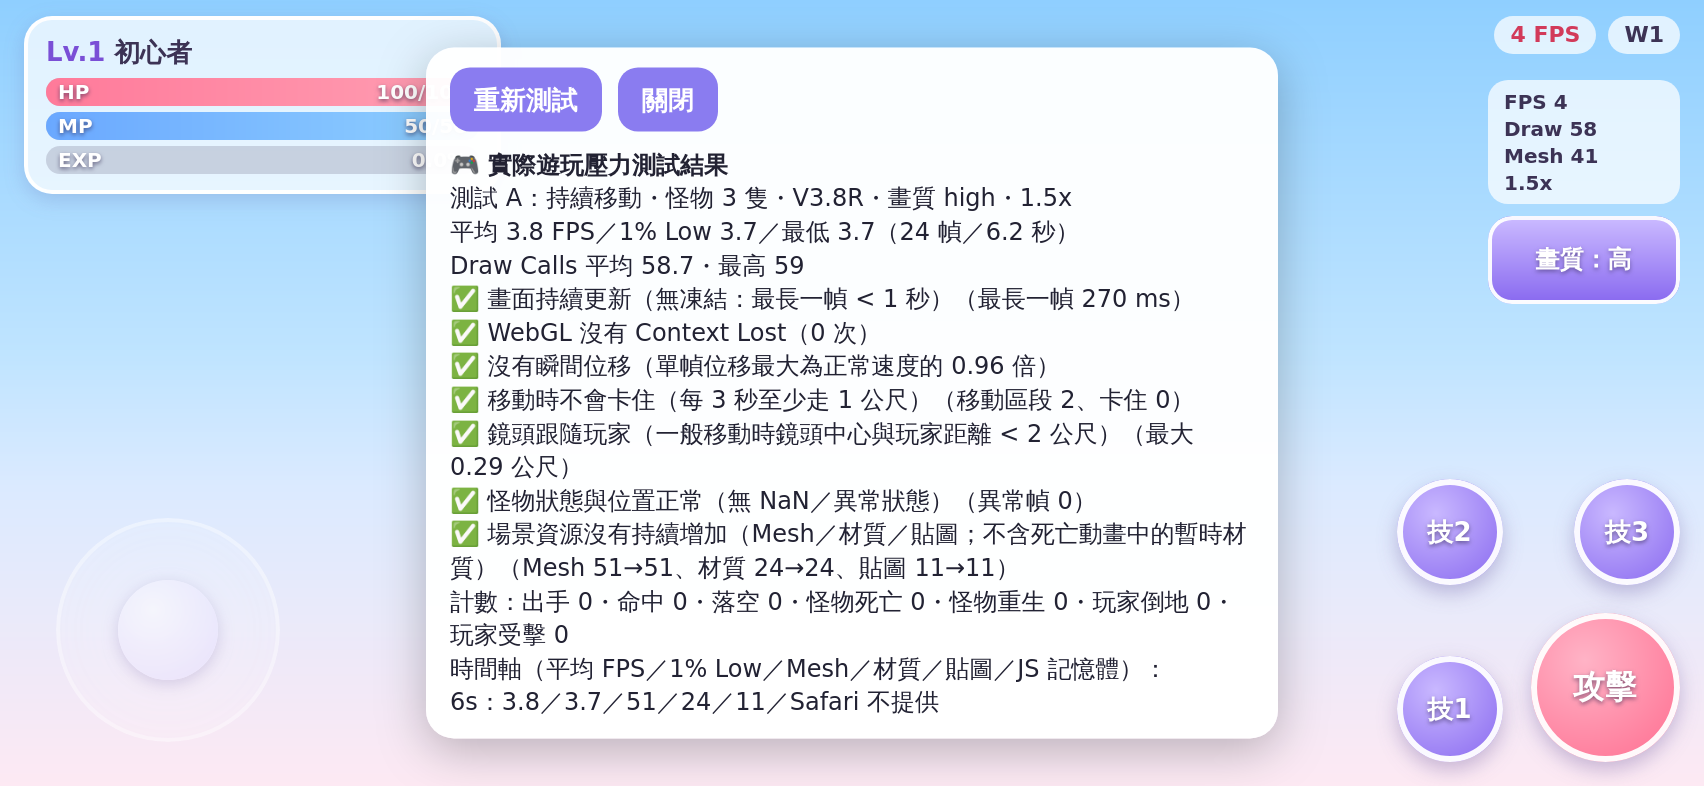 Lv.1 初心者
HP 100/
MP 50/
EXP 0
4 FPS
W1
FPS 4
Draw 58
Mesh 41
1.5x
畫質：高
重新測試
關閉
🎮 實際遊玩壓力測試結果
測試 A：持續移動・怪物 3 隻・V3.8R・畫質 high・1.5x
平均 3.8 FPS／1% Low 3.7／最低 3.7（24 幀／6.2 秒）
Draw Calls 平均 58.7・最高 59
✅ 畫面持續更新（無凍結：最長一幀 < 1 秒）（最長一幀 270 ms）
✅ WebGL 沒有 Context Lost（0 次）
✅ 沒有瞬間位移（單幀位移最大為正常速度的 0.96 倍）
✅ 移動時不會卡住（每 3 秒至少走 1 公尺）（移動區段 2、卡住 0）
✅ 鏡頭跟隨玩家（一般移動時鏡頭中心與玩家距離 < 2 公尺）（最大
0.29 公尺）
✅ 怪物狀態與位置正常（無 NaN／異常狀態）（異常幀 0）
✅ 場景資源沒有持續增加（Mesh／材質／貼圖；不含死亡動畫中的暫時材
質）（Mesh 51→51、材質 24→24、貼圖 11→11）
計數：出手 0・命中 0・落空 0・怪物死亡 0・怪物重生 0・玩家倒地 0・
玩家受擊 0
時間軸（平均 FPS／1% Low／Mesh／材質／貼圖／JS 記憶體）：
6s：3.8／3.7／51／24／11／Safari 不提供
技2
技3
技1
攻擊